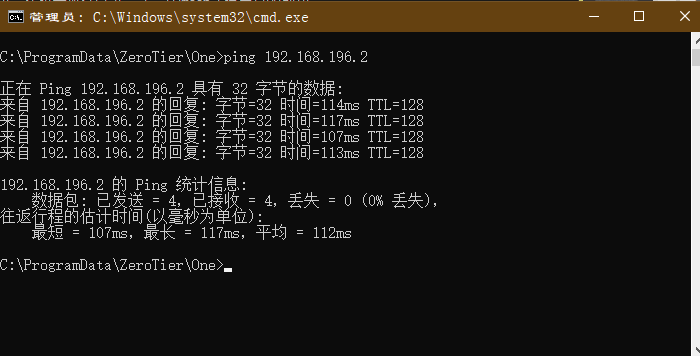 管理员: C:\Windows\system32\cmd.exe
C:\ProgramData\ZeroTier\One>ping 192.168.196.2
正在 Ping 192.168.196.2 具有 32 字节的数据:
来自 192.168.196.2 的回复: 字节=32 时间=114ms TTL=128
来自 192.168.196.2 的回复: 字节=32 时间=117ms TTL=128
来自 192.168.196.2 的回复: 字节=32 时间=107ms TTL=128
来自 192.168.196.2 的回复: 字节=32 时间=113ms TTL=128
192.168.196.2 的 Ping 统计信息:
数据包: 已发送 = 4，已接收 = 4，丢失 = 0 (0% 丢失)，
往返行程的估计时间(以毫秒为单位):
最短 = 107ms，最长 = 117ms，平均 = 112ms
C:\ProgramData\ZeroTier\One>